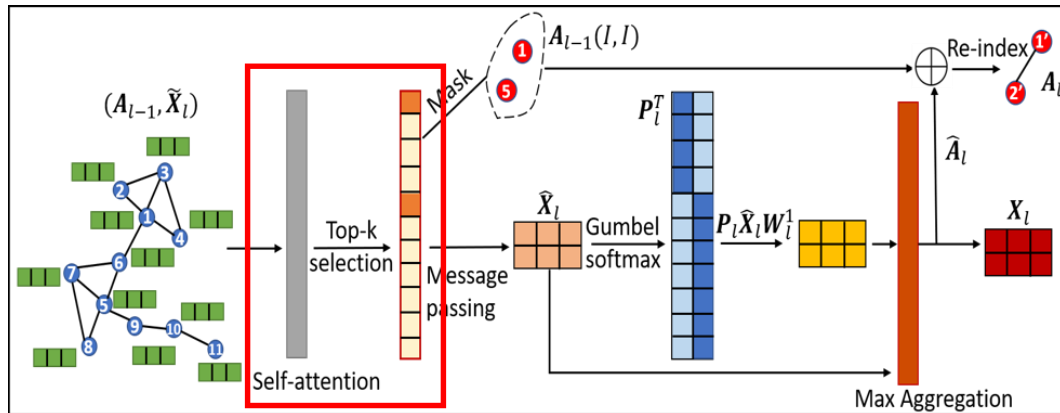 (A_{l-1}, X̃_l)
3
2
1
4
6
7
5
9
10
8
11
Self-attention
Top-k
selection
Mask
1
5
A_{l-1}(I, I)
Message
passing
X̂_l
Gumbel
softmax
P_l^T
P_l X̂_l W_l^1
Max Aggregation
Â_l
Re-index
1'
2'
A_l
X_l